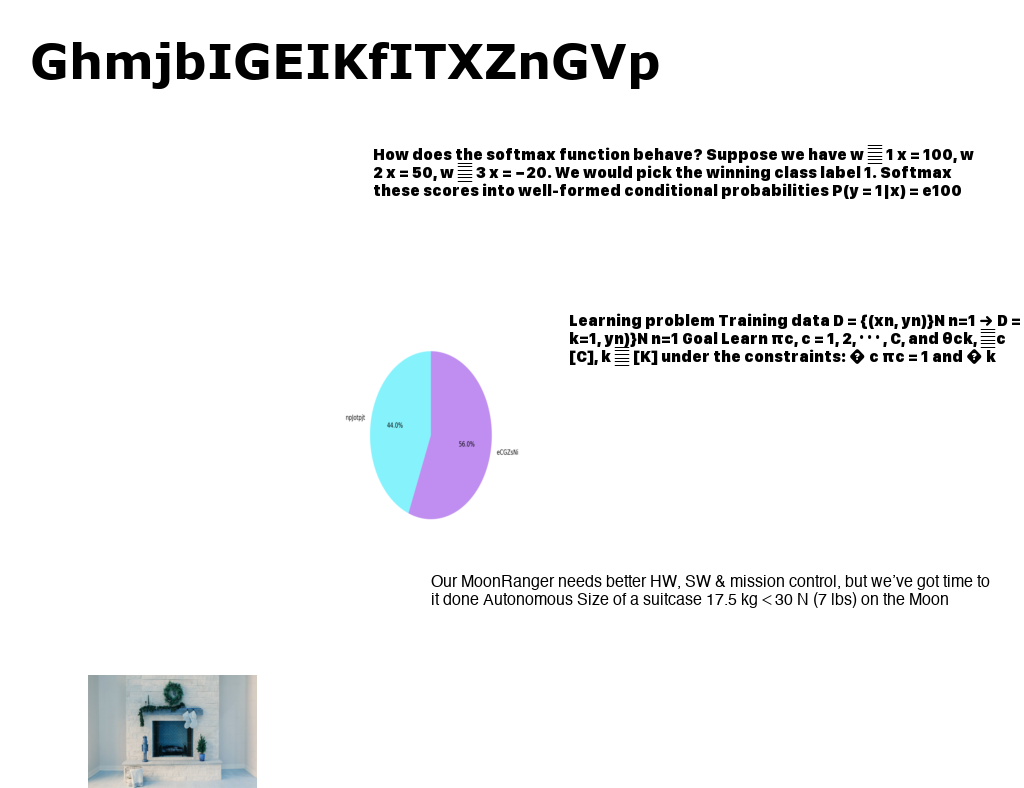 GhmjbIGEIKfITXZnGVp
How does the softmax function behave? Suppose we have w 1 x = 100, w
2 x = 50, w 3 x = −20. We would pick the winning class label 1. Softmax
these scores into well-formed conditional probabilities P(y = 1|x) = e100
Learning problem Training data D = {(xn, yn)}N n=1 → D =
k=1, yn)}N n=1 Goal Learn πc, c = 1, 2, · · · , C, and θck, c
[C], k [K] under the constraints: � c πc = 1 and � k
npJotpjt
44.0%
56.0%
eCGZsNi
Our MoonRanger needs better HW, SW & mission control, but we’ve got time to
it done Autonomous Size of a suitcase 17.5 kg < 30 N (7 lbs) on the Moon